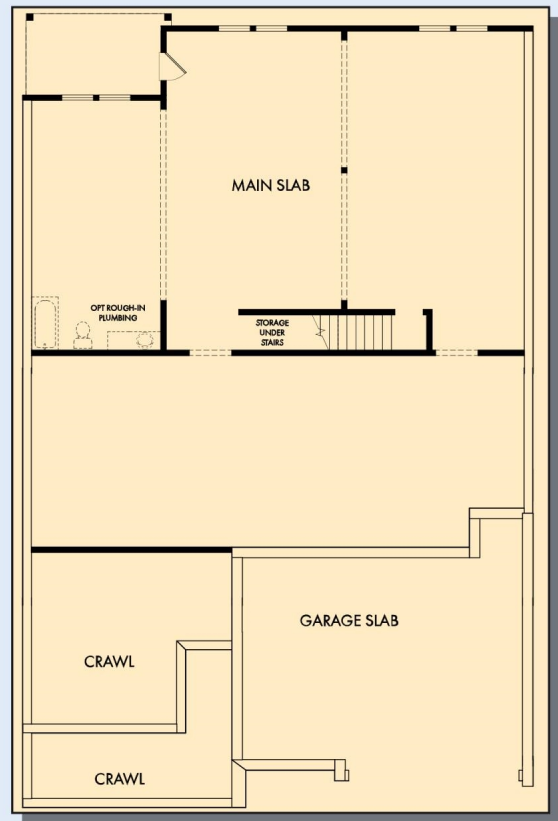 MAIN SLAB
OPT ROUGH-IN
PLUMBING
STORAGE
UNDER
STAIRS
GARAGE SLAB
CRAWL
CRAWL